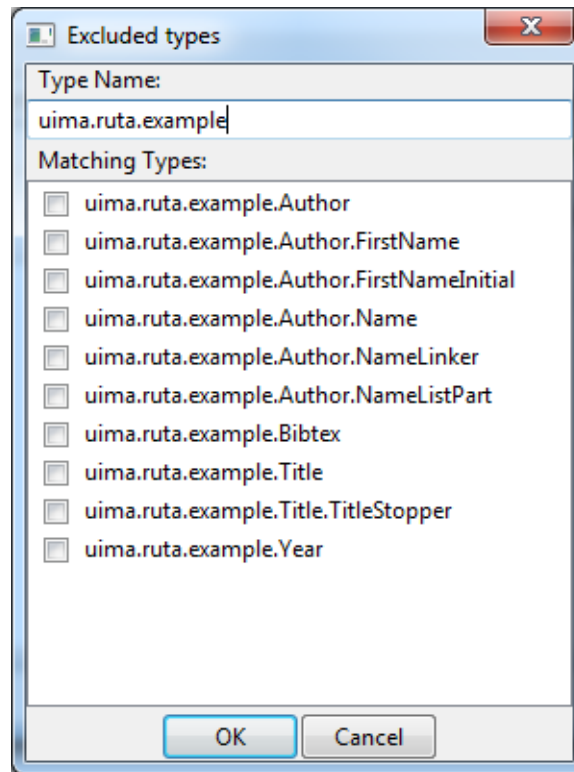 Excluded types
Type Name:
uima.ruta.example
Matching Types:
uima.ruta.example.Author
uima.ruta.example.Author.FirstName
uima.ruta.example.Author.FirstNameInitial
uima.ruta.example.Author.Name
uima.ruta.example.Author.NameLinker
uima.ruta.example.Author.NameListPart
uima.ruta.example.Bibtex
uima.ruta.example.Title
uima.ruta.example.Title.TitleStopper
uima.ruta.example.Year
OK Cancel